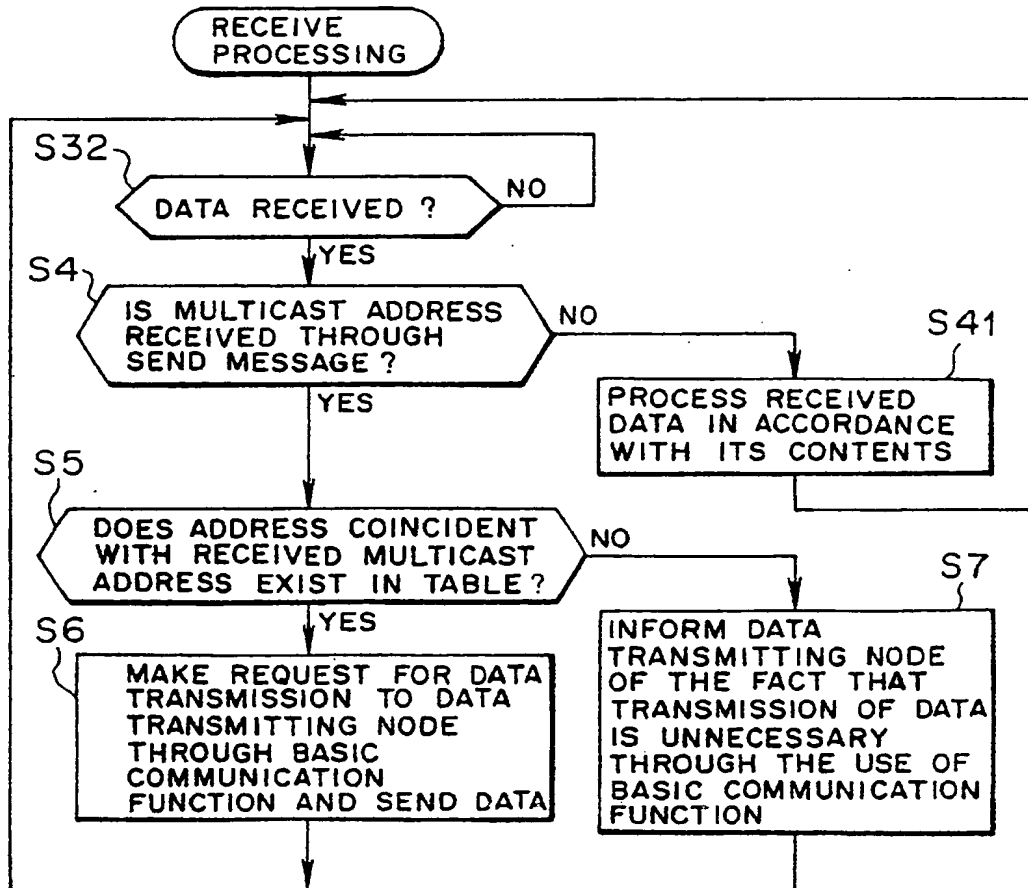 RECEIVE
PROCESSING
S32
DATA RECEIVED ?
NO
YES
S4
IS MULTICAST ADDRESS
RECEIVED THROUGH
SEND MESSAGE ?
NO
YES
S41
PROCESS RECEIVED
DATA IN ACCORDANCE
WITH ITS CONTENTS
S5
DOES ADDRESS COINCIDENT
WITH RECEIVED MULTICAST
ADDRESS EXIST IN TABLE ?
NO
YES
S6
MAKE REQUEST FOR DATA
TRANSMISSION TO DATA
TRANSMITTING NODE
THROUGH BASIC
COMMUNICATION
FUNCTION AND SEND DATA
S7
INFORM DATA
TRANSMITTING NODE
OF THE FACT THAT
TRANSMISSION OF DATA
IS UNNECESSARY
THROUGH THE USE OF
BASIC COMMUNICATION
FUNCTION